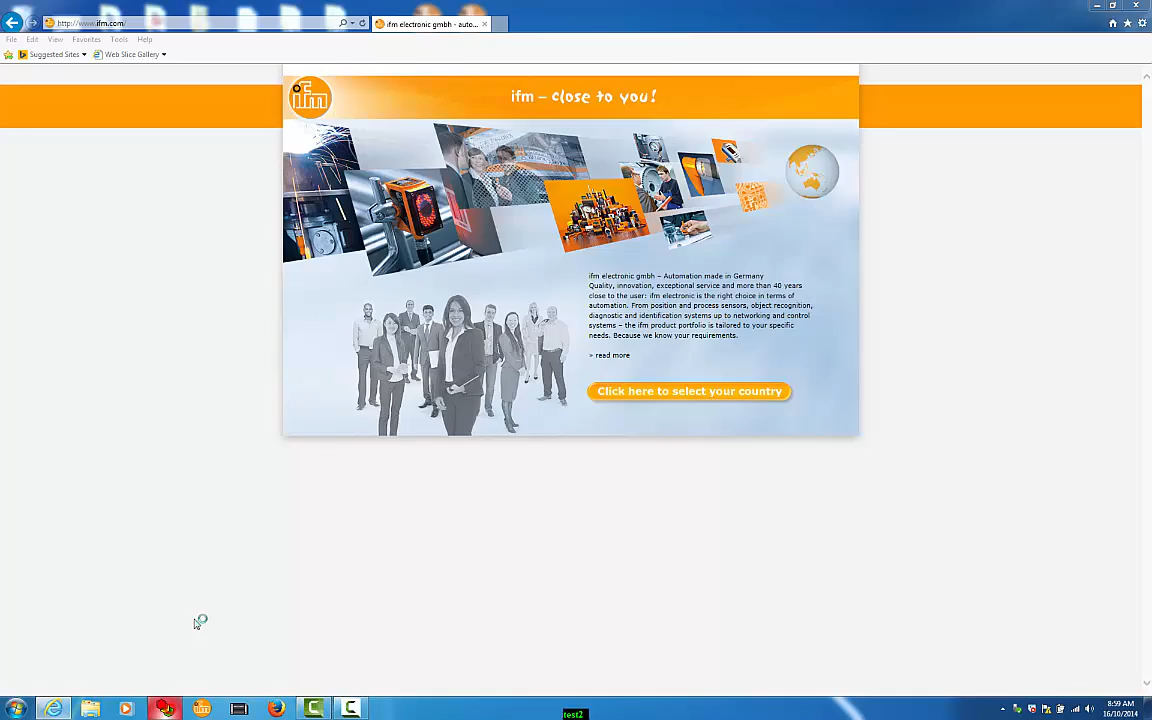 http://www.ifm.com/
ifm electronic gmbh - auto...
File Edit View Favorites Tools Help
Suggested Sites
Web Slice Gallery
ifm
ifm – close to you!
ifm electronic gmbh – Automation made in Germany
Quality, innovation, exceptional service and more than 40 years
close to the user: ifm electronic is the right choice in terms of
automation. From position and process sensors, object recognition,
diagnostic and identification systems up to networking and control
systems – the ifm product portfolio is tailored to your specific
needs. Because we know your requirements.
» read more
Click here to select your country
test2
8:59 AM
16/10/2014